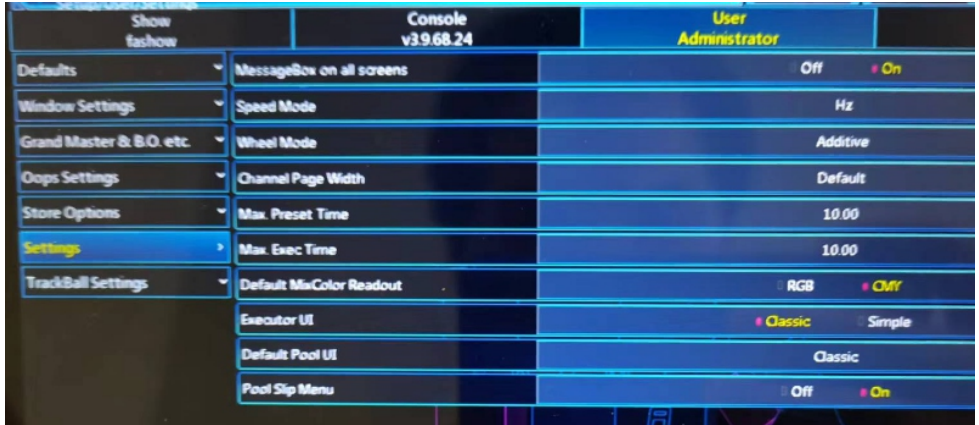 Setup/User/Settings
Show Console User
fashow v3.9.68.24 Administrator
Defaults MessageBox on all screens Off On
Window Settings Speed Mode Hz
Grand Master & B.O. etc. Wheel Mode Additive
Oops Settings Channel Page Width Default
Store Options Max. Preset Time 10.00
Settings Max. Exec Time 10.00
TrackBall Settings Default MixColor Readout RGB CMY
Executor UI Classic Simple
Default Pool UI Classic
Pool Slip Menu Off On